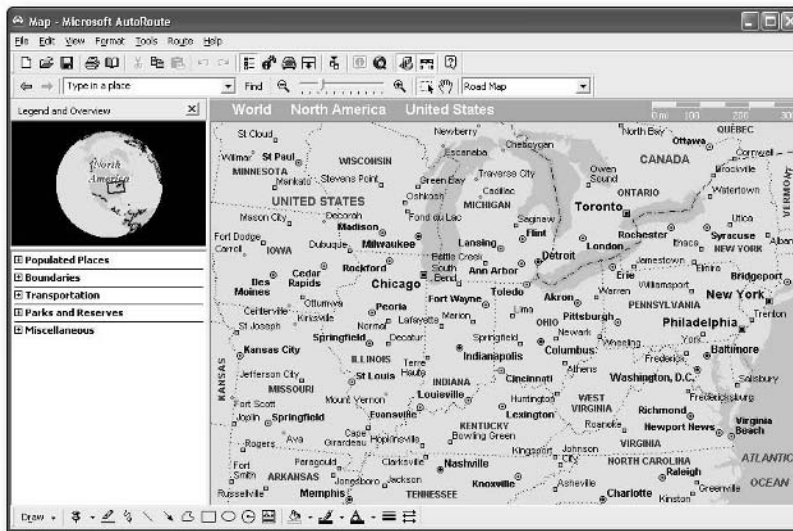 Map - Microsoft AutoRoute
File Edit View Format Tools Route Help
Type in a place Find Road Map
Legend and Overview
World North America United States
0 mi 100 200 300
North
America
Populated Places
Boundaries
Transportation
Parks and Reserves
Miscellaneous
St Cloud Newberry North Bay QUÉBEC
Escanaba Cheboygan Ottawa
Willmar St Paul WISCONSIN CANADA Cornwall
MINNESOTA Green Bay Traverse City Owen Sound Brockville
Mankato Stevens Point Cadillac ONTARIO Watertown VERMONT
UNITED STATES Oshkosh MICHIGAN Toronto
Mason City Decorah Fond du Lac Saginaw Utica
Madison Flint Rochester Syracuse
Fort Dodge IOWA Dubuque Milwaukee Lansing London Ithaca NEW YORK
Carroll Battle Creek Detroit Jamestown Elmira
Des Moines Cedar Rapids Rockford South Bend Ann Arbor Erie Bridgeport
Chicago Toledo Warren Williamsport
Ottumwa Peoria Fort Wayne Akron PENNSYLVANIA New York
Centerville Kirksville Lafayette Marion Lima Pittsburgh Trenton
St Joseph Normal OHIO Newark Philadelphia
Springfield Decatur Springfield Wheeling York
Kansas City Indianapolis Columbus Frederick Baltimore
ILLINOIS Terre Haute Athens
Jefferson City St Louis INDIANA Cincinnati Washington, D.C. Salisbury
KANSAS MISSOURI Mount Vernon Louisville Huntington WEST VIRGINIA Fredericksburg
Fort Scott Evansville Lexington Richmond
Joplin Springfield Cape Girardeau Hopkinsville KENTUCKY Roanoke Newport News Virginia Beach
Rogers Ava Bowling Green VIRGINIA
Paragould Clarksville Kingsport Johnson City NORTH CAROLINA ATLANTIC
Fort Smith ARKANSAS Jonesboro Jackson Nashville Raleigh OCEAN
Russellville TENNESSEE Knoxville Asheville Greenville
Memphis Charlotte Kinston
Draw